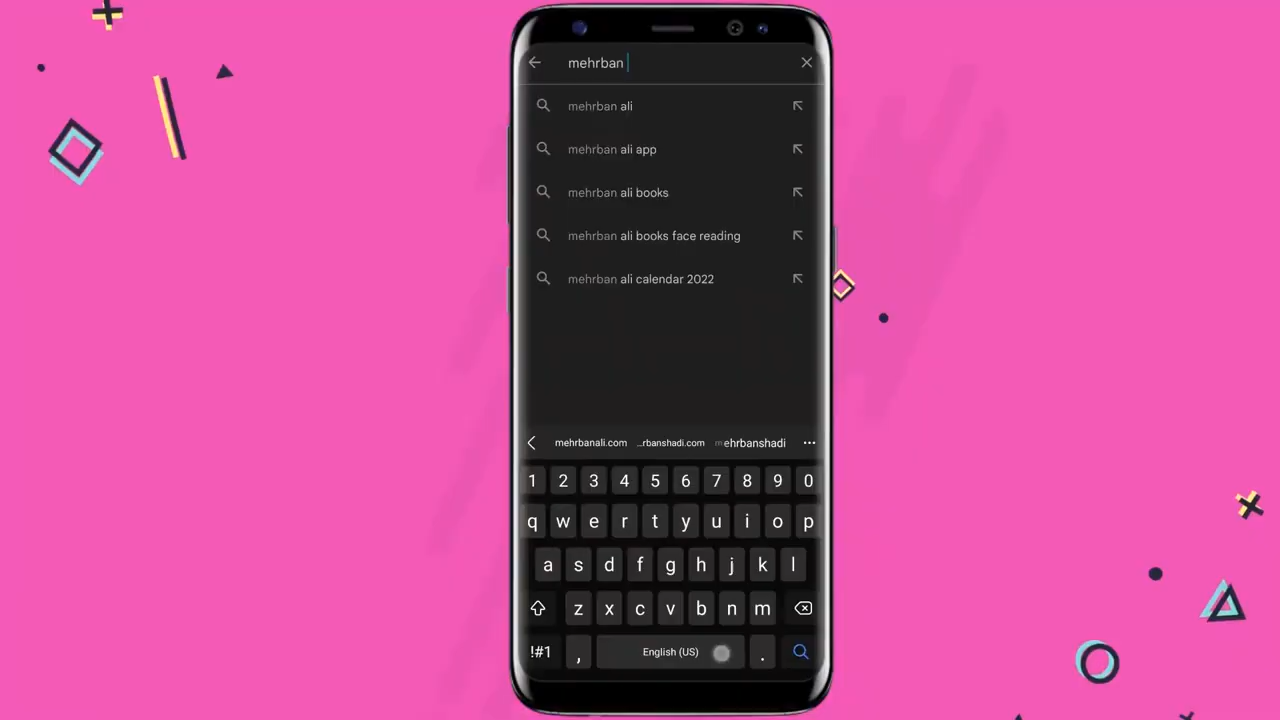 mehrban
mehrban ali
mehrban ali app
mehrban ali books
mehrban ali books face reading
mehrban ali calendar 2022
mehrbanali.com ...rbanshadi.com mehrbanshadi ...
1 2 3 4 5 6 7 8 9 0
q w e r t y u i o p
a s d f g h j k l
z x c v b n m
!#1 , English (US) .